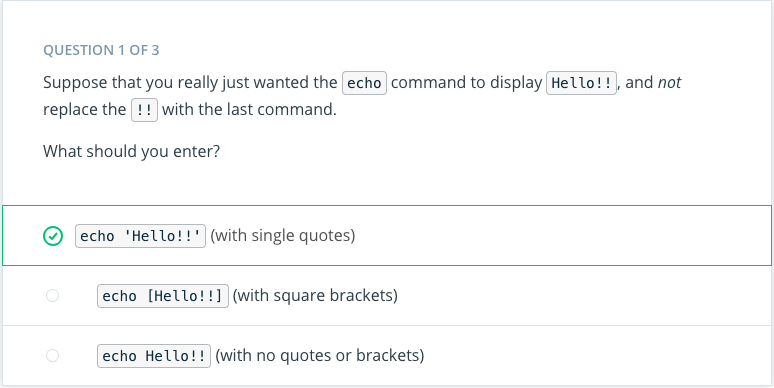 QUESTION 1 OF 3
Suppose that you really just wanted the echo command to display Hello!!, and not
replace the !! with the last command.
What should you enter?
echo 'Hello!!' (with single quotes)
echo [Hello!!] (with square brackets)
echo Hello!! (with no quotes or brackets)